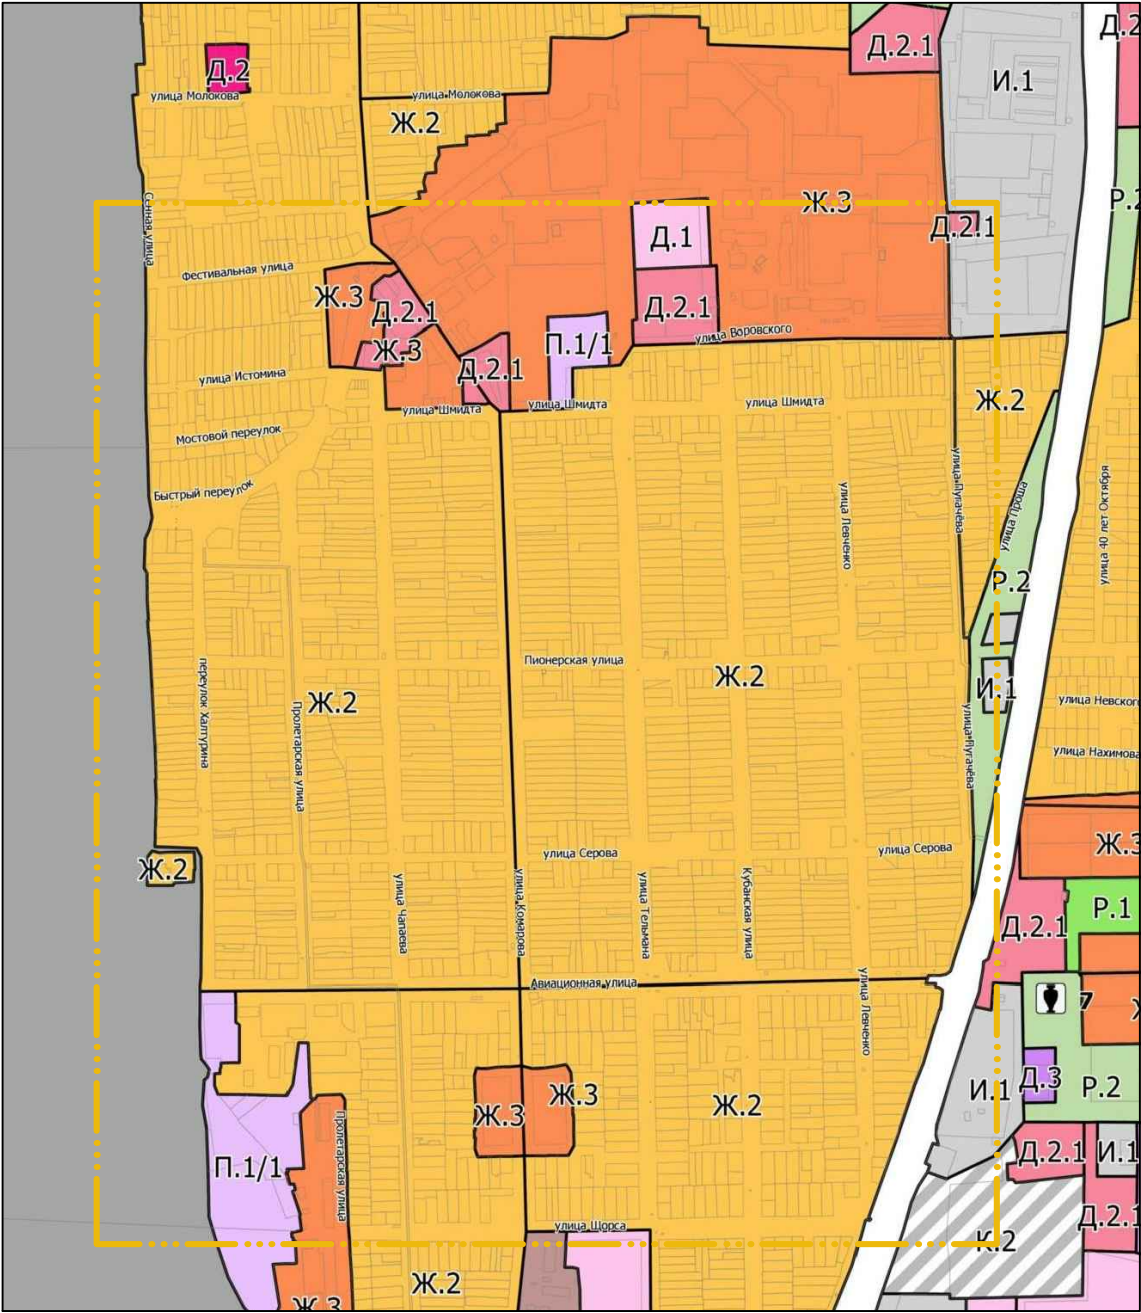 Д.2
Д.2.1
Д.2
И.1
улица Молокова
улица Молокова
Ж.2
Сенная улица
Ж.3
Р.2
Д.1
Д.2.1
Фестивальная улица
Ж.3
Д.2.1
Д.2.1
П.1/1
улица Воровского
Ж.3
Д.2.1
улица Истомина
улица Шмидта
улица Шмидта
улица Шмидта
Ж.2
Мостовой переулок
Быстрый переулок
улица Левченко
улица Пугачёва
улица Проша
улица 40 лет Октября
Р.2
Пионерская улица
Ж.2
Ж.2
И.1
переулок Халтурина
Пролетарская улица
улица Пугачёва
улица Невского
улица Нахимова
улица Серова
улица Серова
Ж.3
Ж.2
улица Чапаева
улица Комарова
улица Тельмана
Кубанская улица
Р.1
Д.2.1
Авиационная улица
улица Левченко
7
И.1
Д.3
Р.2
Ж.3
Ж.3
Ж.2
П.1/1
Пролетарская улица
Д.2.1
И.1
улица Щорса
Д.2.1
К.2
Ж.2
Ж.3